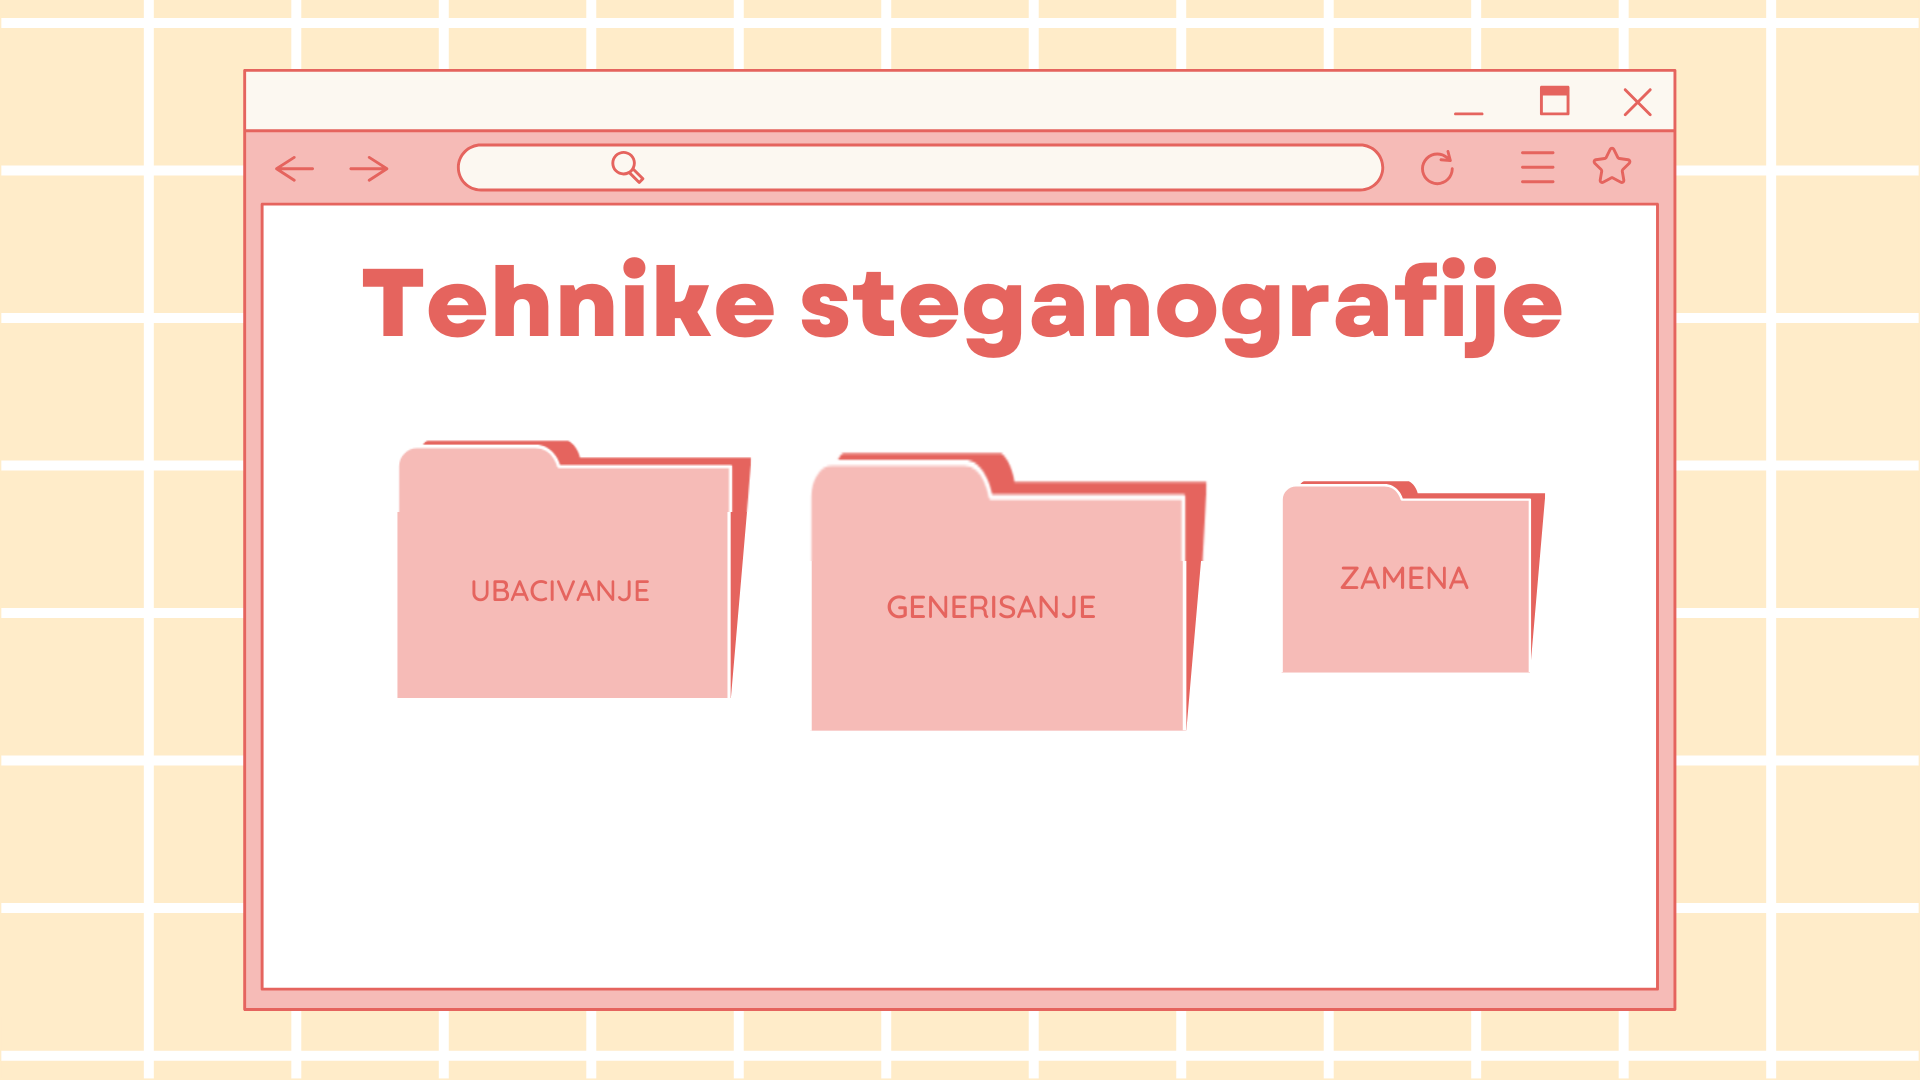 Tehnike steganografije
UBACIVANJE
GENERISANJE
ZAMENA